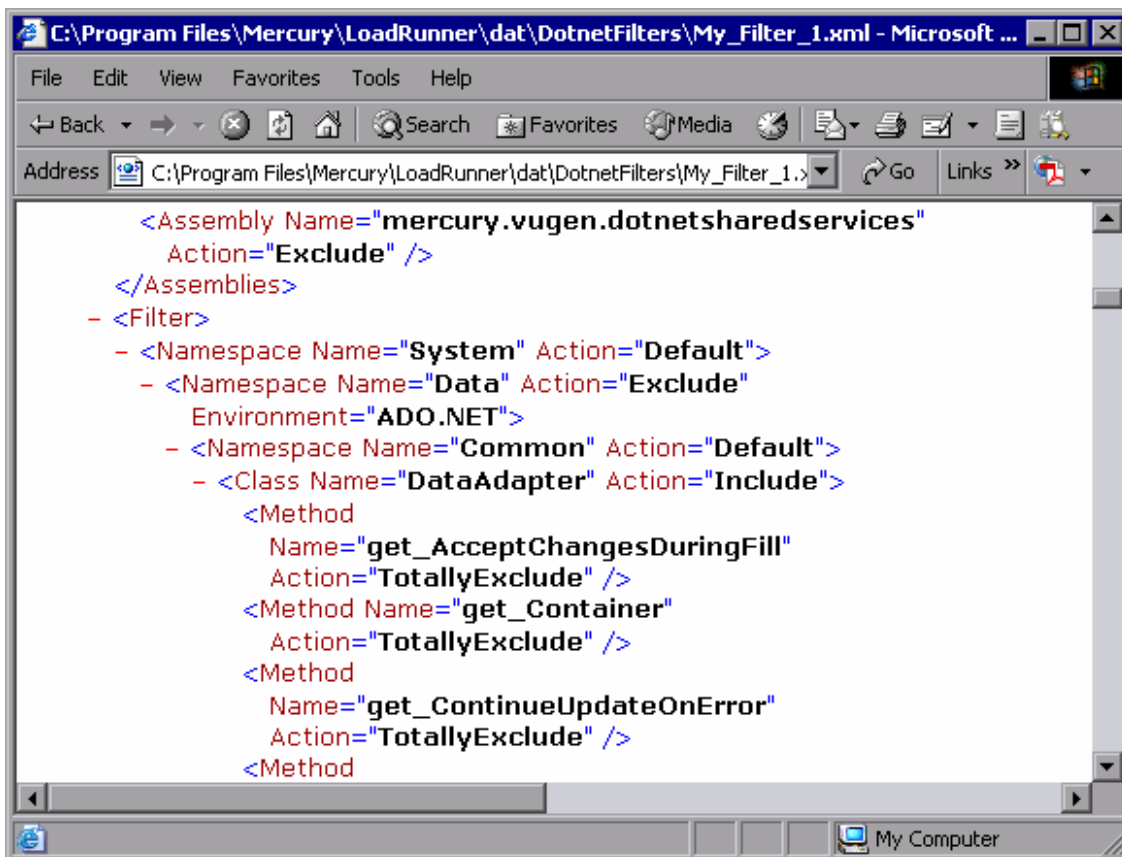 C:\Program Files\Mercury\LoadRunner\dat\DotnetFilters\My_Filter_1.xml - Microsoft ...
File Edit View Favorites Tools Help
Back Search Favorites Media
Address C:\Program Files\Mercury\LoadRunner\dat\DotnetFilters\My_Filter_1.x Go Links »
<Assembly Name="mercury.vugen.dotnetsharedservices"
Action="Exclude" />
</Assemblies>
- <Filter>
- <Namespace Name="System" Action="Default">
- <Namespace Name="Data" Action="Exclude"
Environment="ADO.NET">
- <Namespace Name="Common" Action="Default">
- <Class Name="DataAdapter" Action="Include">
<Method
Name="get_AcceptChangesDuringFill"
Action="TotallyExclude" />
<Method Name="get_Container"
Action="TotallyExclude" />
<Method
Name="get_ContinueUpdateOnError"
Action="TotallyExclude" />
<Method
My Computer